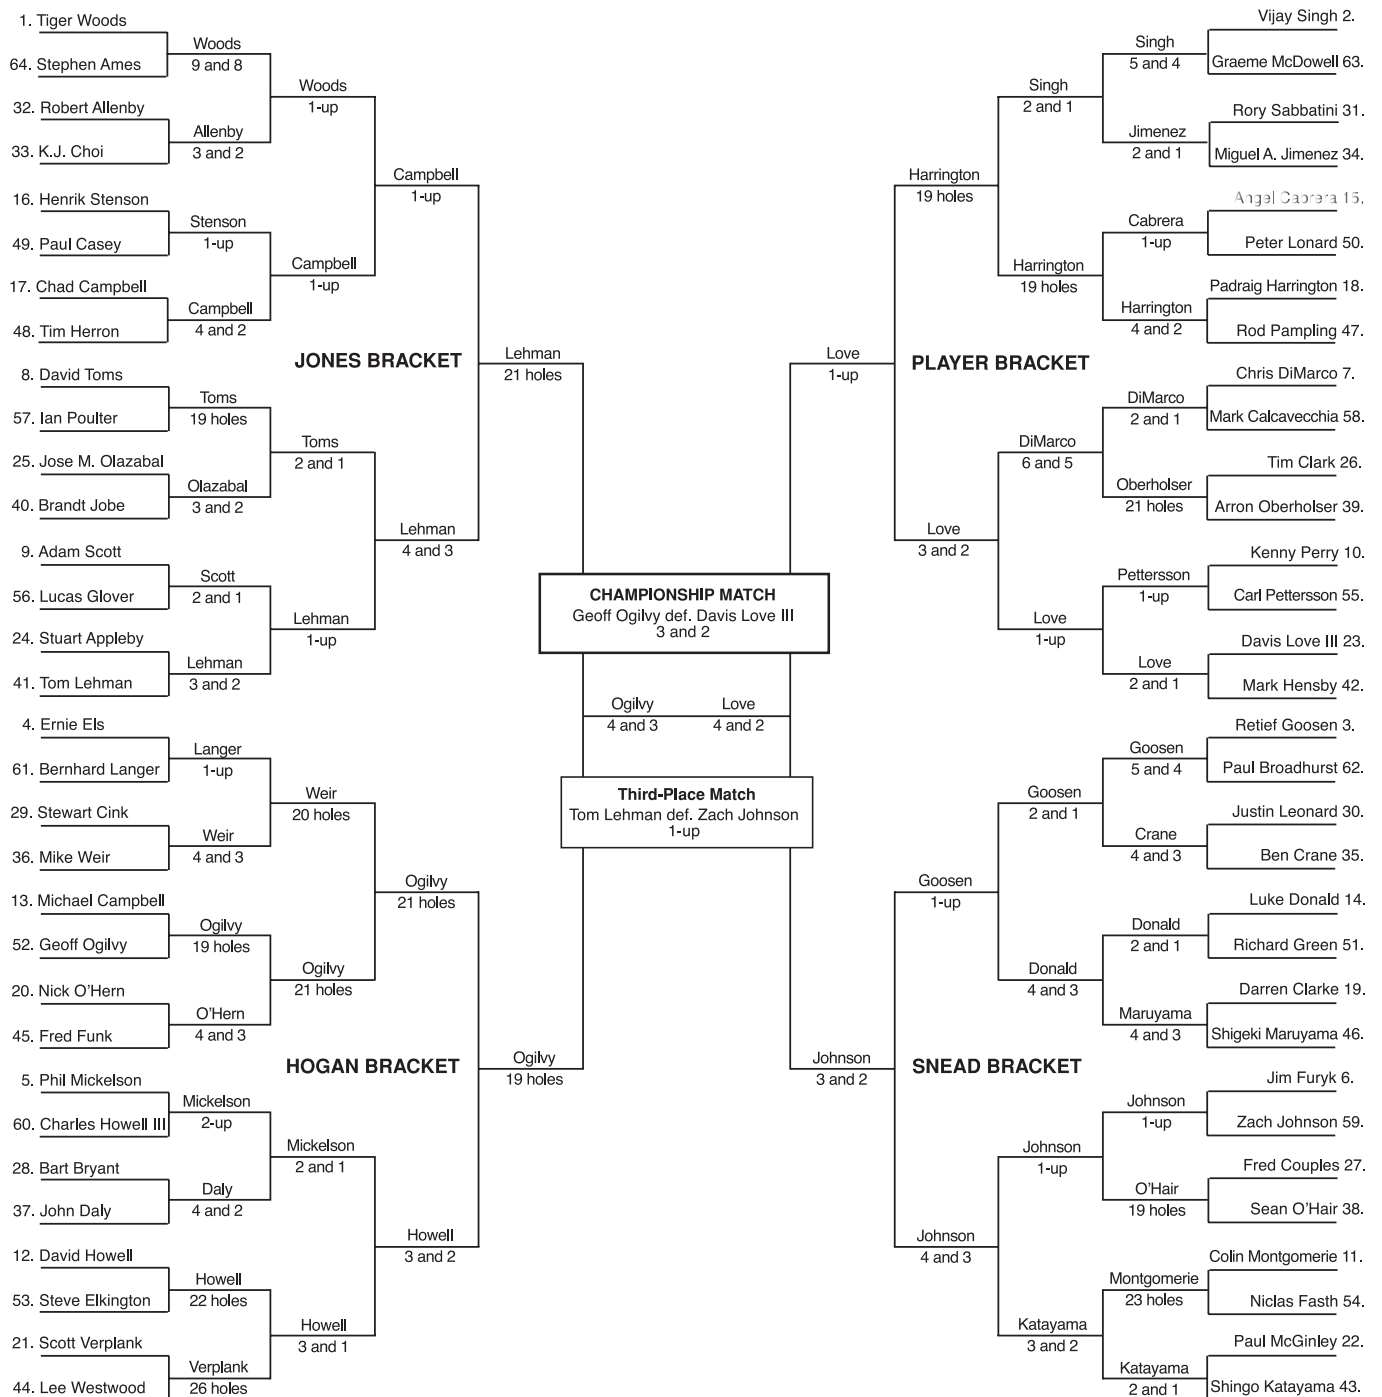 1. Tiger Woods
64. Stephen Ames
32. Robert Allenby
33. K.J. Choi
16. Henrik Stenson
49. Paul Casey
17. Chad Campbell
48. Tim Herron
8. David Toms
57. Ian Poulter
25. Jose M. Olazabal
40. Brandt Jobe
9. Adam Scott
56. Lucas Glover
24. Stuart Appleby
41. Tom Lehman
4. Ernie Els
61. Bernhard Langer
29. Stewart Cink
36. Mike Weir
13. Michael Campbell
52. Geoff Ogilvy
20. Nick O'Hern
45. Fred Funk
5. Phil Mickelson
60. Charles Howell III
28. Bart Bryant
37. John Daly
12. David Howell
53. Steve Elkington
21. Scott Verplank
44. Lee Westwood
Woods
9 and 8
Allenby
3 and 2
Stenson
1-up
Campbell
4 and 2
Toms
19 holes
Olazabal
3 and 2
Scott
2 and 1
Lehman
3 and 2
Langer
1-up
Weir
4 and 3
Ogilvy
19 holes
O'Hern
4 and 3
Mickelson
2-up
Daly
4 and 2
Howell
22 holes
Verplank
26 holes
Woods
1-up
Campbell
1-up
Toms
2 and 1
Lehman
1-up
Weir
20 holes
Ogilvy
21 holes
Mickelson
2 and 1
Howell
3 and 1
Campbell
1-up
Lehman
4 and 3
Ogilvy
21 holes
Howell
3 and 2
JONES BRACKET
Lehman
21 holes
HOGAN BRACKET
Ogilvy
19 holes
CHAMPIONSHIP MATCH
Geoff Ogilvy def. Davis Love III
3 and 2
Ogilvy
4 and 3
Love
4 and 2
Third-Place Match
Tom Lehman def. Zach Johnson
1-up
Love
1-up
PLAYER BRACKET
Johnson
3 and 2
SNEAD BRACKET
Harrington
19 holes
Love
3 and 2
Goosen
1-up
Johnson
4 and 3
Singh
2 and 1
Harrington
19 holes
DiMarco
6 and 5
Love
1-up
Goosen
2 and 1
Donald
4 and 3
Johnson
1-up
Katayama
3 and 2
Singh
5 and 4
Jimenez
2 and 1
Cabrera
1-up
Harrington
4 and 2
DiMarco
2 and 1
Oberholser
21 holes
Pettersson
1-up
Love
2 and 1
Goosen
5 and 4
Crane
4 and 3
Donald
2 and 1
Maruyama
4 and 3
Johnson
1-up
O'Hair
19 holes
Montgomerie
23 holes
Katayama
2 and 1
Vijay Singh 2.
Graeme McDowell 63.
Rory Sabbatini 31.
Miguel A. Jimenez 34.
Angel Cabrera 15.
Peter Lonard 50.
Padraig Harrington 18.
Rod Pampling 47.
Chris DiMarco 7.
Mark Calcavecchia 58.
Tim Clark 26.
Arron Oberholser 39.
Kenny Perry 10.
Carl Pettersson 55.
Davis Love III 23.
Mark Hensby 42.
Retief Goosen 3.
Paul Broadhurst 62.
Justin Leonard 30.
Ben Crane 35.
Luke Donald 14.
Richard Green 51.
Darren Clarke 19.
Shigeki Maruyama 46.
Jim Furyk 6.
Zach Johnson 59.
Fred Couples 27.
Sean O'Hair 38.
Colin Montgomerie 11.
Niclas Fasth 54.
Paul McGinley 22.
Shingo Katayama 43.